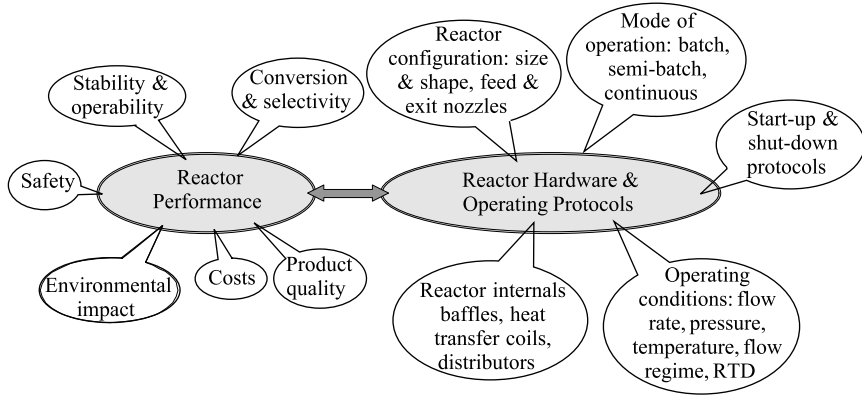 Stability &
operability
Conversion
& selectivity
Reactor
configuration: size
& shape, feed &
exit nozzles
Mode of
operation: batch,
semi-batch,
continuous
Start-up &
shut-down
protocols
Safety
Reactor
Performance
Reactor Hardware &
Operating Protocols
Environmental
impact
Costs
Product
quality
Reactor internals
baffles, heat
transfer coils,
distributors
Operating
conditions: flow
rate, pressure,
temperature, flow
regime, RTD